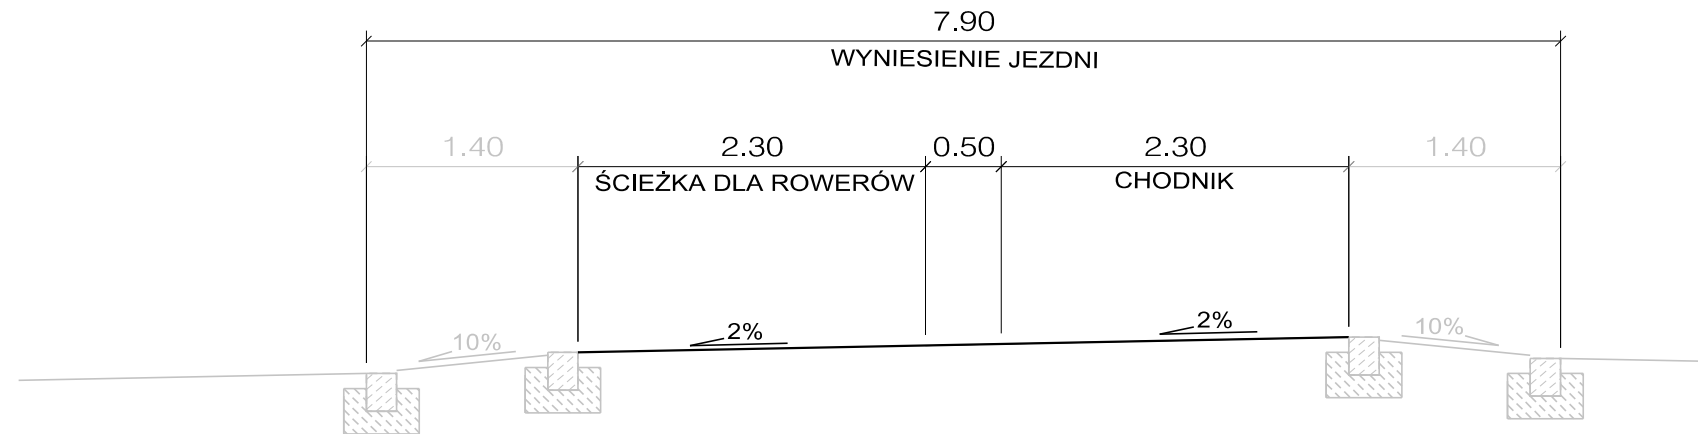 7.90
WYNIESIENIE JEZDNI
1.40 2.30 0.50 2.30 1.40
ŚCIEŻKA DLA ROWERÓW CHODNIK
10% 2% 2% 10%